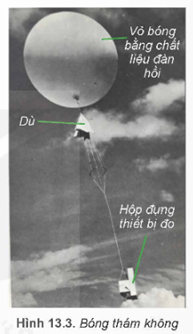 Vỏ bóng
bằng chất
liệu đàn
hồi
Dù
Hộp đựng
thiết bị đo
Hình 13.3. Bóng thám không